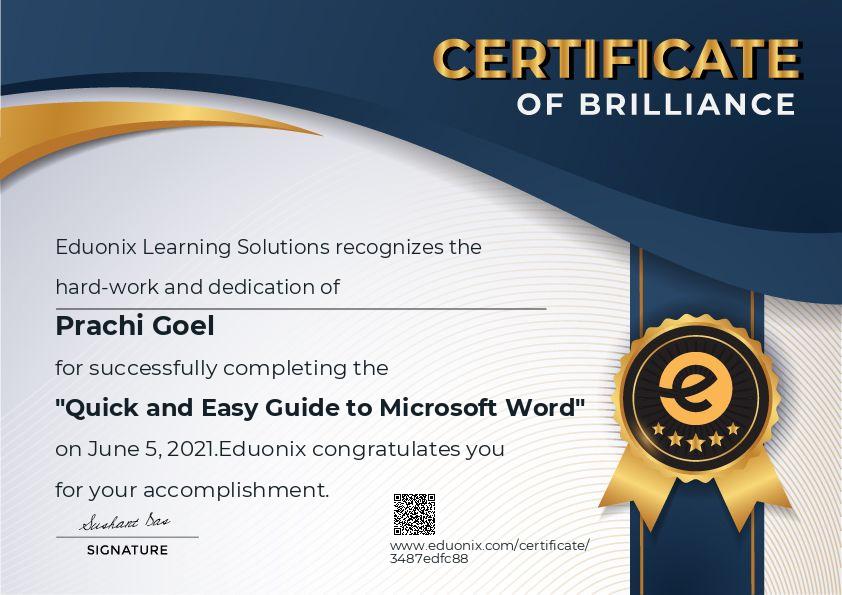 CERTIFICATE
OF BRILLIANCE
Eduonix Learning Solutions recognizes the
hard-work and dedication of
Prachi Goel
for successfully completing the
"Quick and Easy Guide to Microsoft Word"
on June 5, 2021.Eduonix congratulates you
for your accomplishment.
Sushant Das
SIGNATURE
www.eduonix.com/certificate/
3487edfc88
e